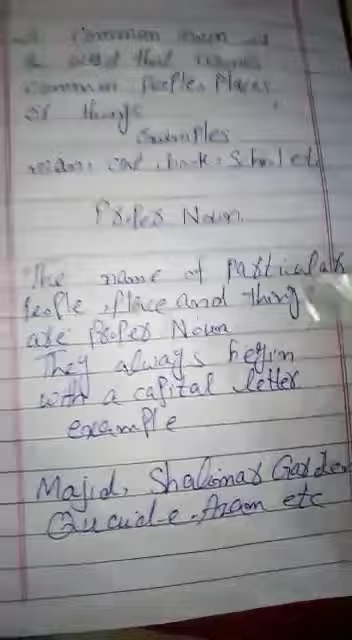 A Common noun is
a word that names
common People, Places
or things
Examples
man, cat, book, School etc
Proper Noun
The name of Particular
People, Place and thing
are Proper Noun
They always begin
with a capital letter
example
Majid, Shalimar Garden
Quaid-e-Azam etc